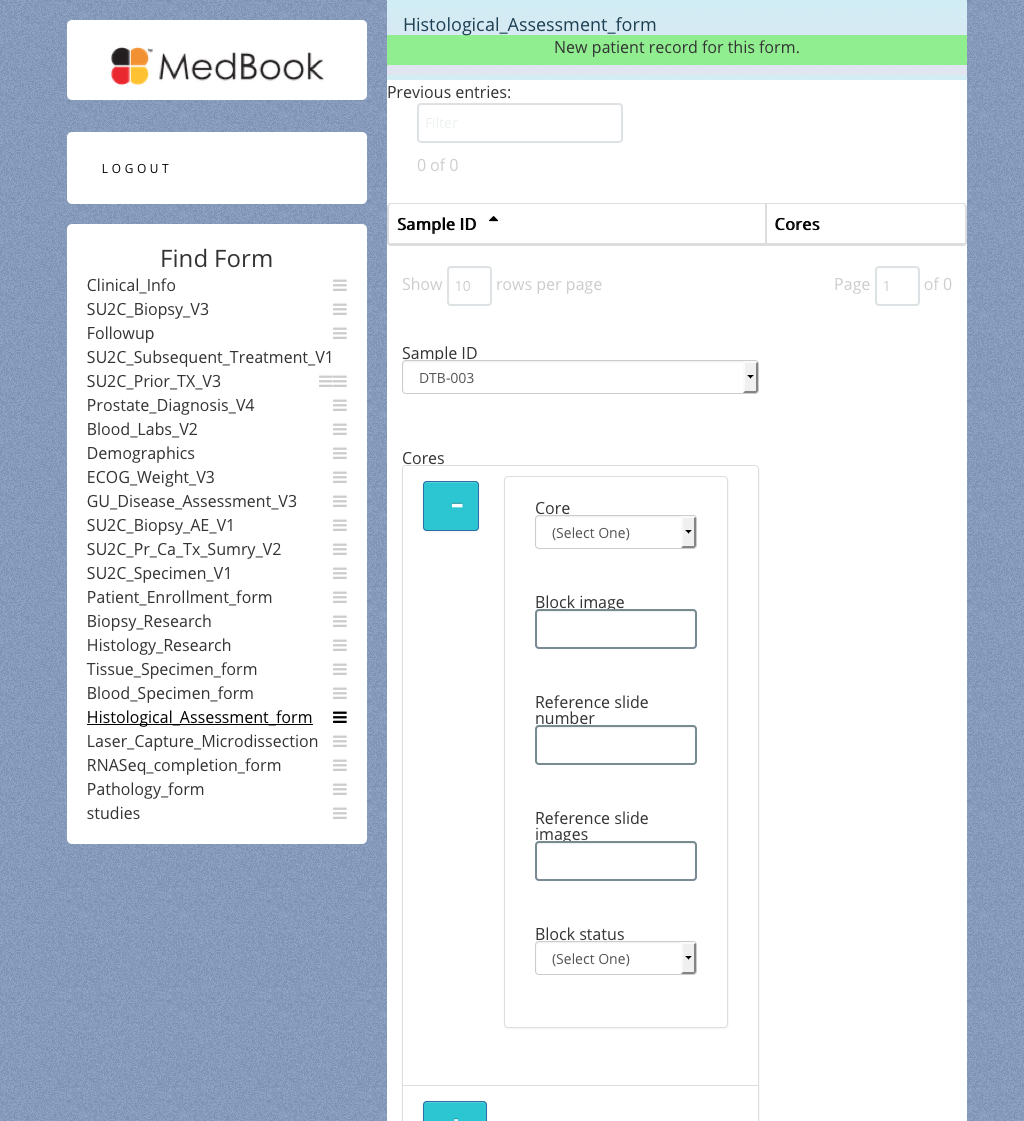 MedBook
LOGOUT
Find Form
Clinical_Info
SU2C_Biopsy_V3
Followup
SU2C_Subsequent_Treatment_V1
SU2C_Prior_TX_V3
Prostate_Diagnosis_V4
Blood_Labs_V2
Demographics
ECOG_Weight_V3
GU_Disease_Assessment_V3
SU2C_Biopsy_AE_V1
SU2C_Pr_Ca_Tx_Sumry_V2
SU2C_Specimen_V1
Patient_Enrollment_form
Biopsy_Research
Histology_Research
Tissue_Specimen_form
Blood_Specimen_form
Histological_Assessment_form
Laser_Capture_Microdissection
RNASeq_completion_form
Pathology_form
studies
Histological_Assessment_form
New patient record for this form.
Previous entries:
Filter
0 of 0
Sample ID Cores
Show 10 rows per page Page 1 of 0
Sample ID
DTB-003
Cores
Core
(Select One)
Block image
Reference slide
number
Reference slide
images
Block status
(Select One)